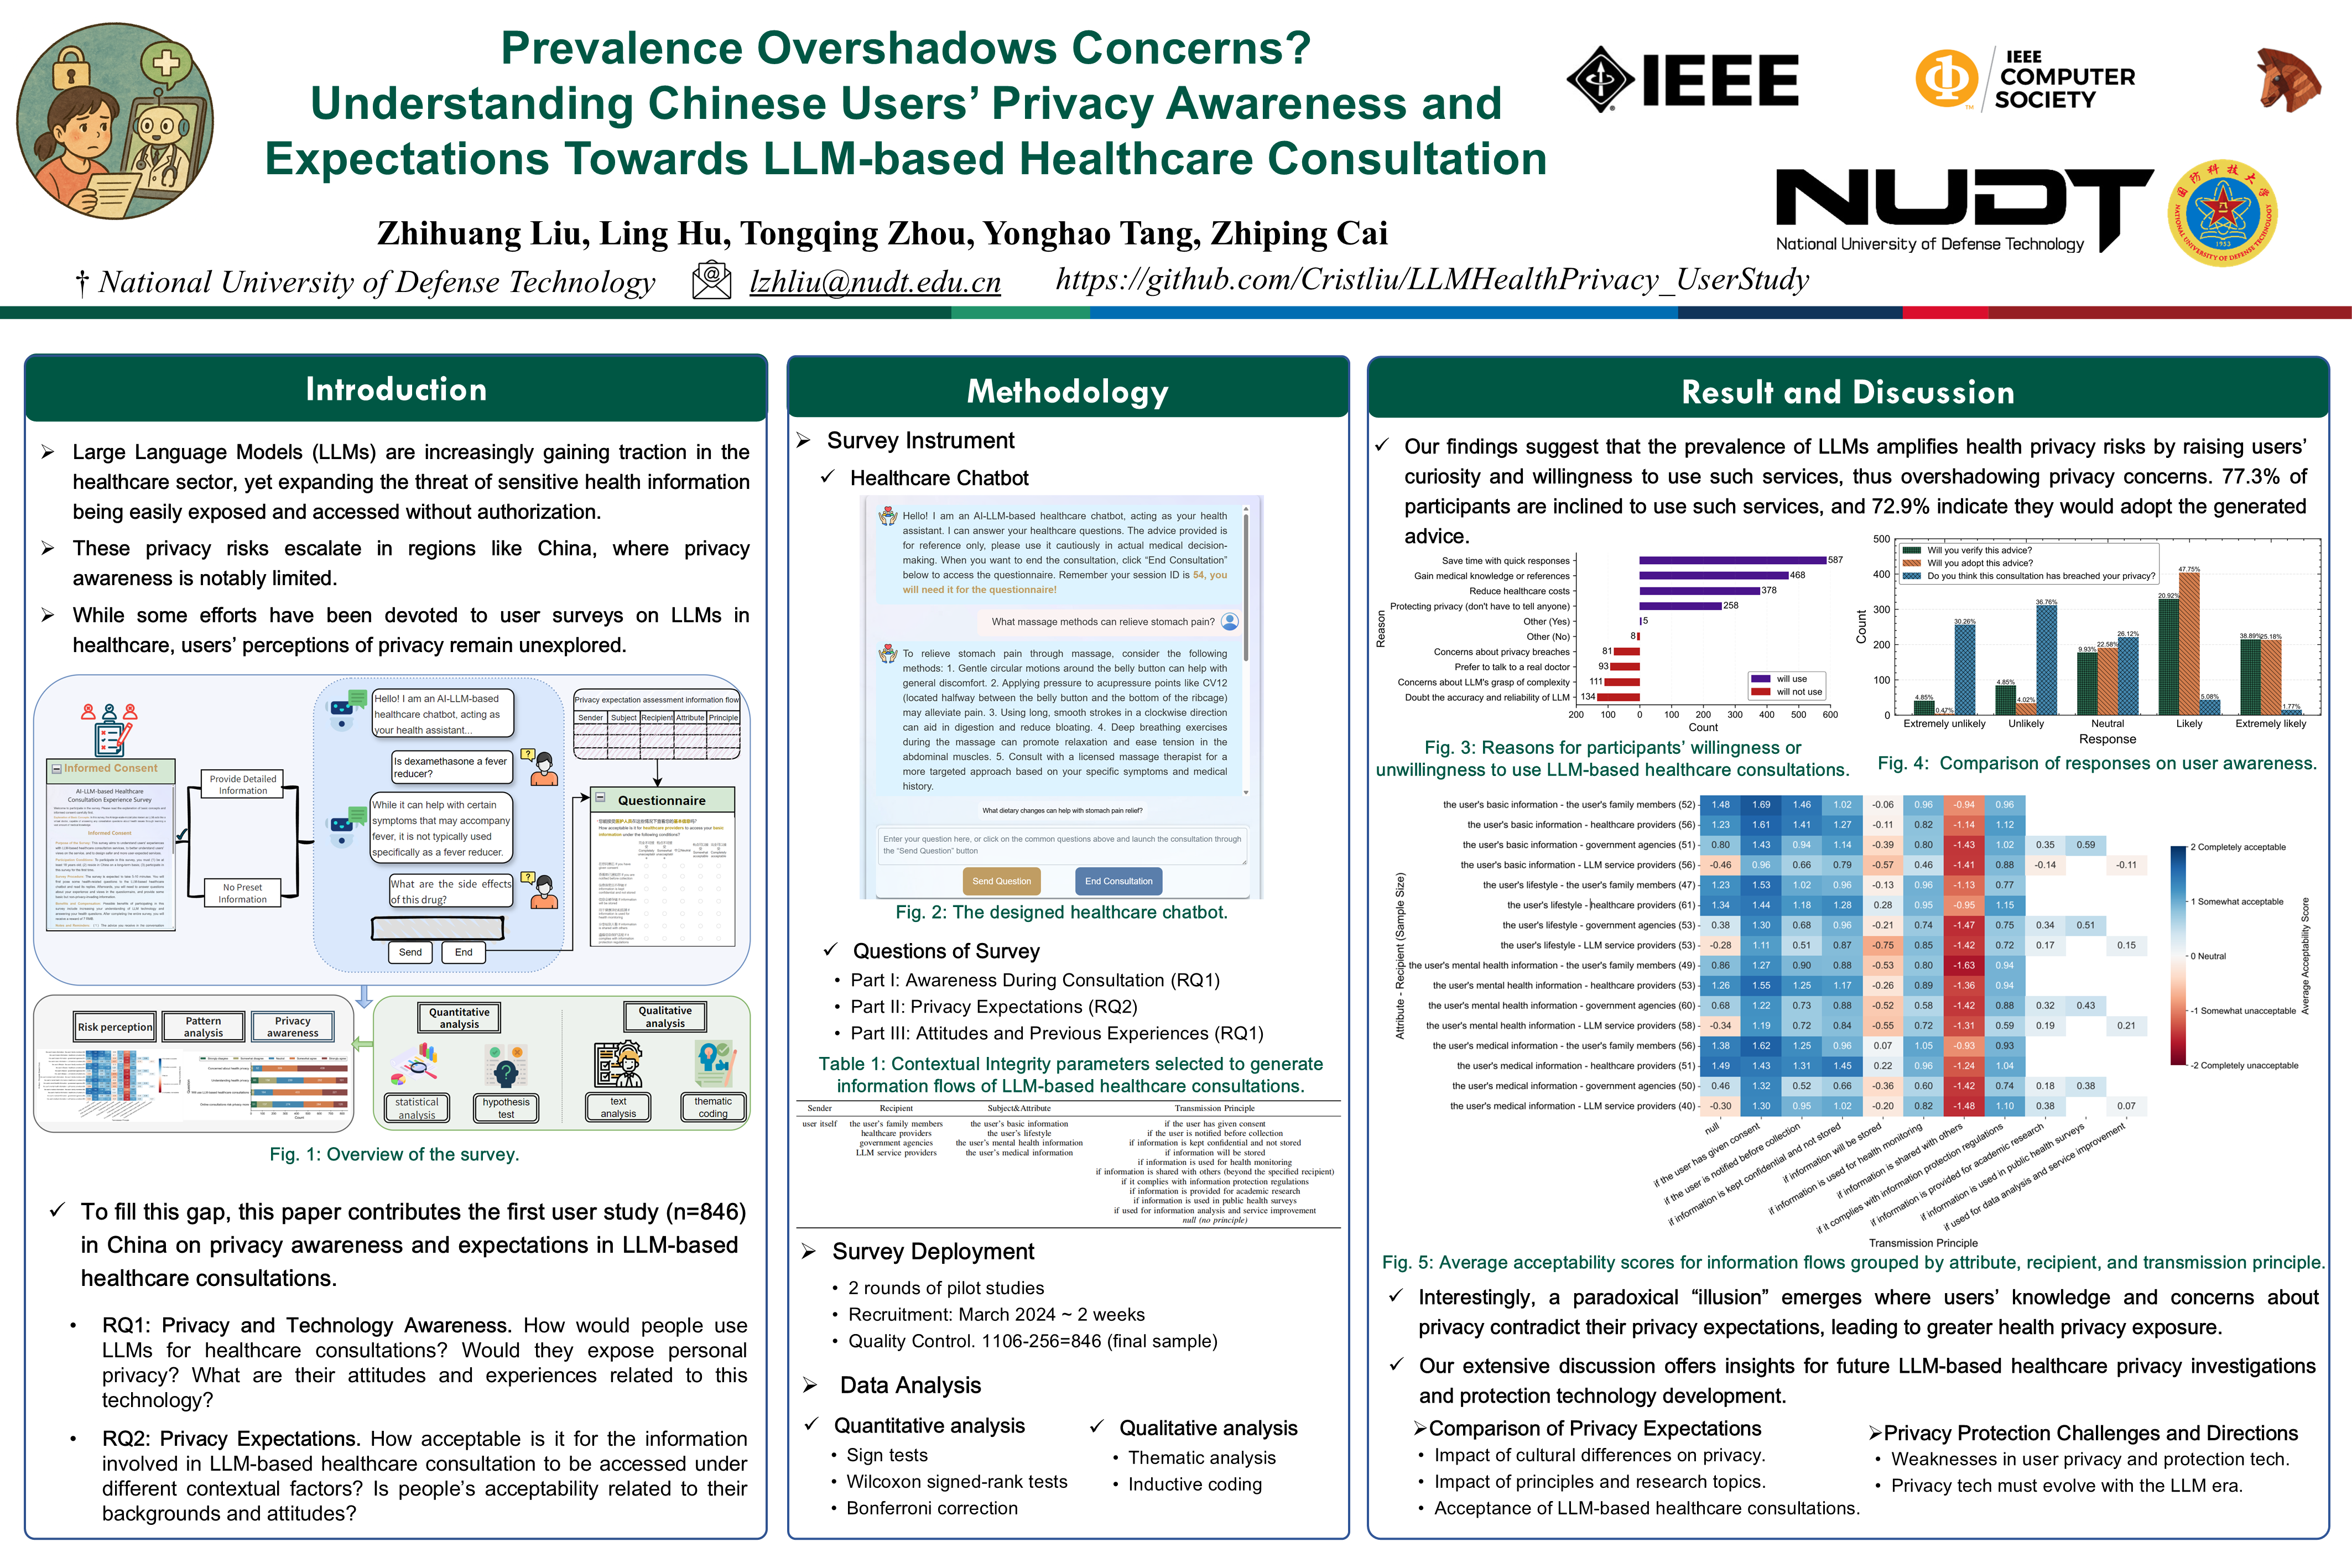 Prevalence Overshadows Concerns?
Understanding Chinese Users' Privacy Awareness and
Expectations Towards LLM-based Healthcare Consultation
Zhihuang Liu, Ling Hu, Tongqing Zhou, Yonghao Tang, Zhiping Cai
† National University of Defense Technology
lzhliu@nudt.edu.cn
https://github.com/Cristliu/LLMHealthPrivacy_UserStudy
IEEE
IEEE
COMPUTER
SOCIETY
NUDT
National University of Defense Technology
Introduction
➢ Large Language Models (LLMs) are increasingly gaining traction in the
healthcare sector, yet expanding the threat of sensitive health information
being easily exposed and accessed without authorization.
➢ These privacy risks escalate in regions like China, where privacy
awareness is notably limited.
➢ While some efforts have been devoted to user surveys on LLMs in
healthcare, users' perceptions of privacy remain unexplored.
Informed Consent
AI-LLM-based Healthcare
Consultation Experience Survey
Informed Consent
Provide Detailed
Information
No Preset
Information
Hello! I am an AI-LLM-based
healthcare chatbot, acting as
your health assistant...
Is dexamethasone a fever
reducer?
While it can help with certain
symptoms that may accompany
fever, it is not typically used
specifically as a fever reducer.
What are the side effects
of this drug?
Send
End
Privacy expectation assessment information flow
Sender Subject Recipient Attribute Principle
Questionnaire
Risk perception
Pattern
analysis
Privacy
awareness
Quantitative
analysis
Qualitative
analysis
statistical
analysis
hypothesis
test
text
analysis
thematic
coding
Fig. 1: Overview of the survey.
✓ To fill this gap, this paper contributes the first user study (n=846)
in China on privacy awareness and expectations in LLM-based
healthcare consultations.
• RQ1: Privacy and Technology Awareness. How would people use
LLMs for healthcare consultations? Would they expose personal
privacy? What are their attitudes and experiences related to this
technology?
• RQ2: Privacy Expectations. How acceptable is it for the information
involved in LLM-based healthcare consultation to be accessed under
different contextual factors? Is people's acceptability related to their
backgrounds and attitudes?
Methodology
➢ Survey Instrument
✓ Healthcare Chatbot
Hello! I am an AI-LLM-based healthcare chatbot, acting as your health
assistant. I can answer your healthcare questions. The advice provided is
for reference only, please use it cautiously in actual medical decision-
making. When you want to end the consultation, click "End Consultation"
below to access the questionnaire. Remember your session ID is 54, you
will need it for the questionnaire!
What massage methods can relieve stomach pain?
To relieve stomach pain through massage, consider the following
methods: 1. Gentle circular motions around the belly button can help with
general discomfort. 2. Applying pressure to acupressure points like CV12
(located halfway between the belly button and the bottom of the ribcage)
may alleviate pain. 3. Using long, smooth strokes in a clockwise direction
can aid in digestion and reduce bloating. 4. Deep breathing exercises
during the massage can promote relaxation and ease tension in the
abdominal muscles. 5. Consult with a licensed massage therapist for a
more targeted approach based on your specific symptoms and medical
history.
What dietary changes can help with stomach pain relief?
Enter your question here, or click on the common questions above and launch the consultation through
the "Send Question" button
Send Question
End Consultation
Fig. 2: The designed healthcare chatbot.
✓ Questions of Survey
• Part I: Awareness During Consultation (RQ1)
• Part II: Privacy Expectations (RQ2)
• Part III: Attitudes and Previous Experiences (RQ1)
Table 1: Contextual Integrity parameters selected to generate
information flows of LLM-based healthcare consultations.
Sender Recipient Subject&Attribute Transmission Principle
user itself the user's family members the user's basic information if the user has given consent
healthcare providers the user's lifestyle if the user is notified before collection
government agencies the user's mental health information if information is kept confidential and not stored
LLM service providers the user's medical information if information will be stored
if information is used for health monitoring
if information is shared with others (beyond the specified recipient)
if it complies with information protection regulations
if information is provided for academic research
if information is used in public health surveys
if used for information analysis and service improvement
null (no principle)
➢ Survey Deployment
• 2 rounds of pilot studies
• Recruitment: March 2024 ~ 2 weeks
• Quality Control. 1106-256=846 (final sample)
➢ Data Analysis
✓ Quantitative analysis
• Sign tests
• Wilcoxon signed-rank tests
• Bonferroni correction
✓ Qualitative analysis
• Thematic analysis
• Inductive coding
Result and Discussion
✓ Our findings suggest that the prevalence of LLMs amplifies health privacy risks by raising users'
curiosity and willingness to use such services, thus overshadowing privacy concerns. 77.3% of
participants are inclined to use such services, and 72.9% indicate they would adopt the generated
advice.
Reason
Save time with quick responses 587
Gain medical knowledge or references 468
Reduce healthcare costs 378
Protecting privacy (don't have to tell anyone) 258
Other (Yes) 5
Other (No) 8
Concerns about privacy breaches 81
Prefer to talk to a real doctor 93
Concerns about LLM's grasp of complexity 111
Doubt the accuracy and reliability of LLM 134
will use
will not use
200 100 0 100 200 300 400 500 600
Count
Fig. 3: Reasons for participants' willingness or
unwillingness to use LLM-based healthcare consultations.
Count
500
400
300
200
100
0
Will you verify this advice?
Will you adopt this advice?
Do you think this consultation has breached your privacy?
4.85% 0.47% 30.26%
4.85% 4.02% 36.76%
9.93% 22.58% 26.12%
20.92% 47.75% 5.08%
38.89% 25.18% 1.77%
Extremely unlikely Unlikely Neutral Likely Extremely likely
Response
Fig. 4: Comparison of responses on user awareness.
Attribute - Recipient (Sample Size)
the user's basic information - the user's family members (52) 1.48 1.69 1.46 1.02 -0.06 0.96 -0.94 0.96
the user's basic information - healthcare providers (56) 1.23 1.61 1.41 1.27 -0.11 0.82 -1.14 1.12
the user's basic information - government agencies (51) 0.80 1.43 0.94 1.14 -0.39 0.80 -1.43 1.02 0.35 0.59
the user's basic information - LLM service providers (56) -0.46 0.96 0.66 0.79 -0.57 0.46 -1.41 0.88 -0.14 -0.11
the user's lifestyle - the user's family members (47) 1.23 1.53 1.02 0.96 -0.13 0.96 -1.13 0.77
the user's lifestyle - healthcare providers (61) 1.34 1.44 1.18 1.28 0.28 0.95 -0.95 1.15
the user's lifestyle - government agencies (53) 0.38 1.30 0.68 0.96 -0.21 0.74 -1.47 0.75 0.34 0.51
the user's lifestyle - LLM service providers (53) -0.28 1.11 0.51 0.87 -0.75 0.85 -1.42 0.72 0.17 0.15
the user's mental health information - the user's family members (49) 0.86 1.27 0.90 0.88 -0.53 0.80 -1.63 0.94
the user's mental health information - healthcare providers (53) 1.26 1.55 1.25 1.17 -0.26 0.89 -1.36 0.94
the user's mental health information - government agencies (60) 0.68 1.22 0.73 0.88 -0.52 0.58 -1.42 0.88 0.32 0.43
the user's mental health information - LLM service providers (58) -0.34 1.19 0.72 0.84 -0.55 0.72 -1.31 0.59 0.19 0.21
the user's medical information - the user's family members (56) 1.38 1.62 1.25 0.96 0.07 1.05 -0.93 0.93
the user's medical information - healthcare providers (51) 1.49 1.43 1.31 1.45 0.22 0.96 -1.24 1.04
the user's medical information - government agencies (50) 0.46 1.32 0.52 0.66 -0.36 0.60 -1.42 0.74 0.18 0.38
the user's medical information - LLM service providers (40) -0.30 1.30 0.95 1.02 -0.20 0.82 -1.48 1.10 0.38 0.07
null
if the user has given consent
if the user is notified before collection
if information is kept confidential and not stored
if information will be stored
if information is used for health monitoring
if information is shared with others
if it complies with information protection regulations
if information is provided for academic research
if information is used in public health surveys
if used for data analysis and service improvement
Transmission Principle
2 Completely acceptable
1 Somewhat acceptable
0 Neutral
-1 Somewhat unacceptable
-2 Completely unacceptable
Average Acceptability Score
Fig. 5: Average acceptability scores for information flows grouped by attribute, recipient, and transmission principle.
✓ Interestingly, a paradoxical "illusion" emerges where users' knowledge and concerns about
privacy contradict their privacy expectations, leading to greater health privacy exposure.
✓ Our extensive discussion offers insights for future LLM-based healthcare privacy investigations
and protection technology development.
➢Comparison of Privacy Expectations
• Impact of cultural differences on privacy.
• Impact of principles and research topics.
• Acceptance of LLM-based healthcare consultations.
➢Privacy Protection Challenges and Directions
• Weaknesses in user privacy and protection tech.
• Privacy tech must evolve with the LLM era.